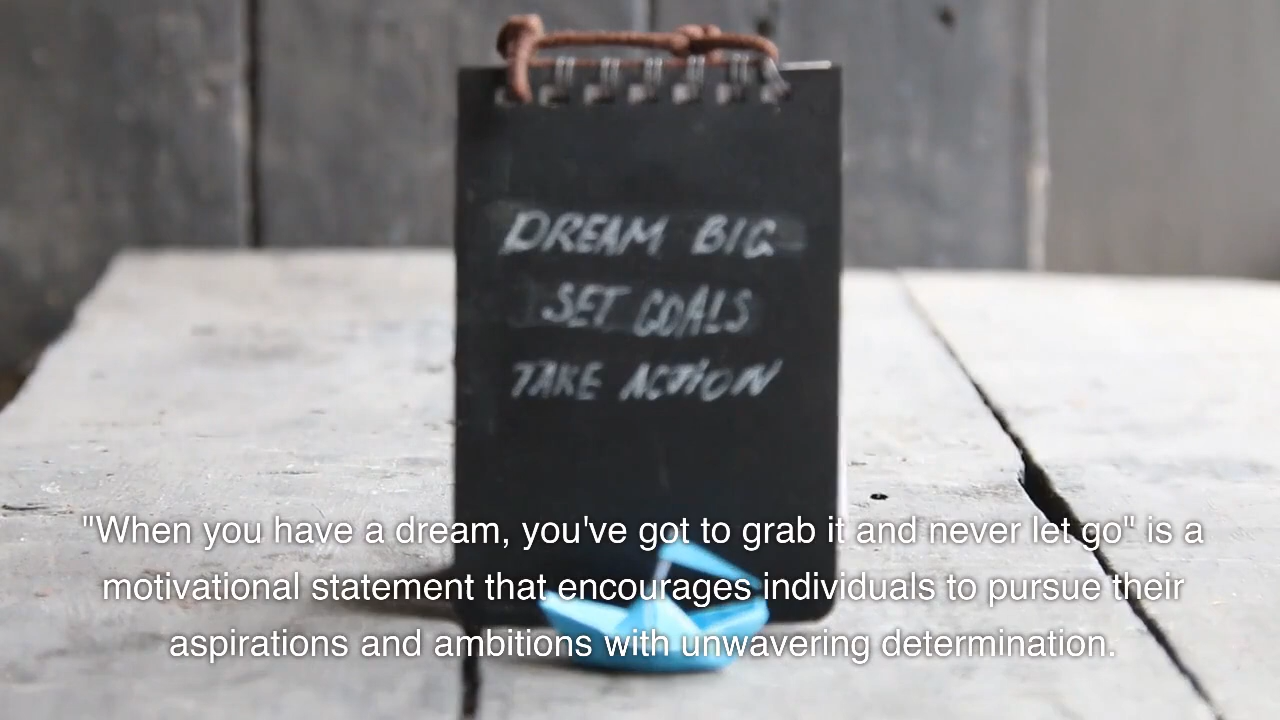 DREAM BIG
SET GOALS
TAKE ACTION
"When you have a dream, you've got to grab it and never let go" is a
motivational statement that encourages individuals to pursue their
aspirations and ambitions with unwavering determination.